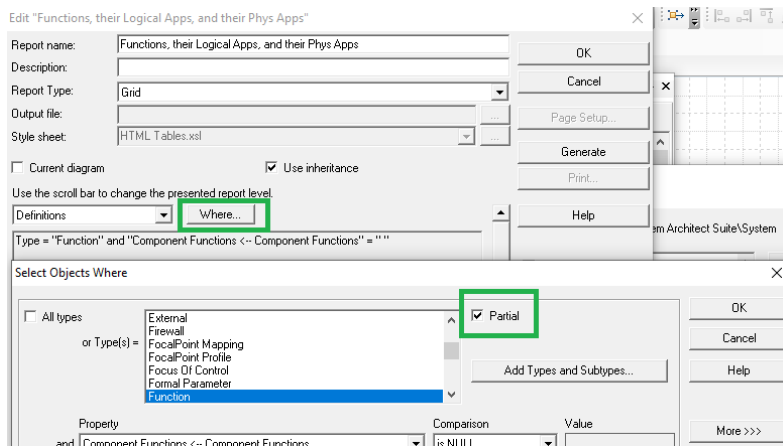 Edit "Functions, their Logical Apps, and their Phys Apps"
Report name: Functions, their Logical Apps, and their Phys Apps
OK
Description:
Cancel
Report Type: Grid
Output file: ...
Page Setup...
Style sheet: HTML Tables.xsl ...
Generate
Current diagram Use inheritance
Print...
Use the scroll bar to change the presented report level.
Definitions Where... Help
em Architect Suite\System
Type = "Function" and "Component Functions <-- Component Functions" = " "
Select Objects Where
All types
External
Partial
OK
Firewall
or Type(s) = FocalPoint Mapping
Cancel
FocalPoint Profile
Focus Of Control
Add Types and Subtypes...
Help
Formal Parameter
Function
Property Comparison Value
More >>>
and Component Functions <-- Component Functions is NULL